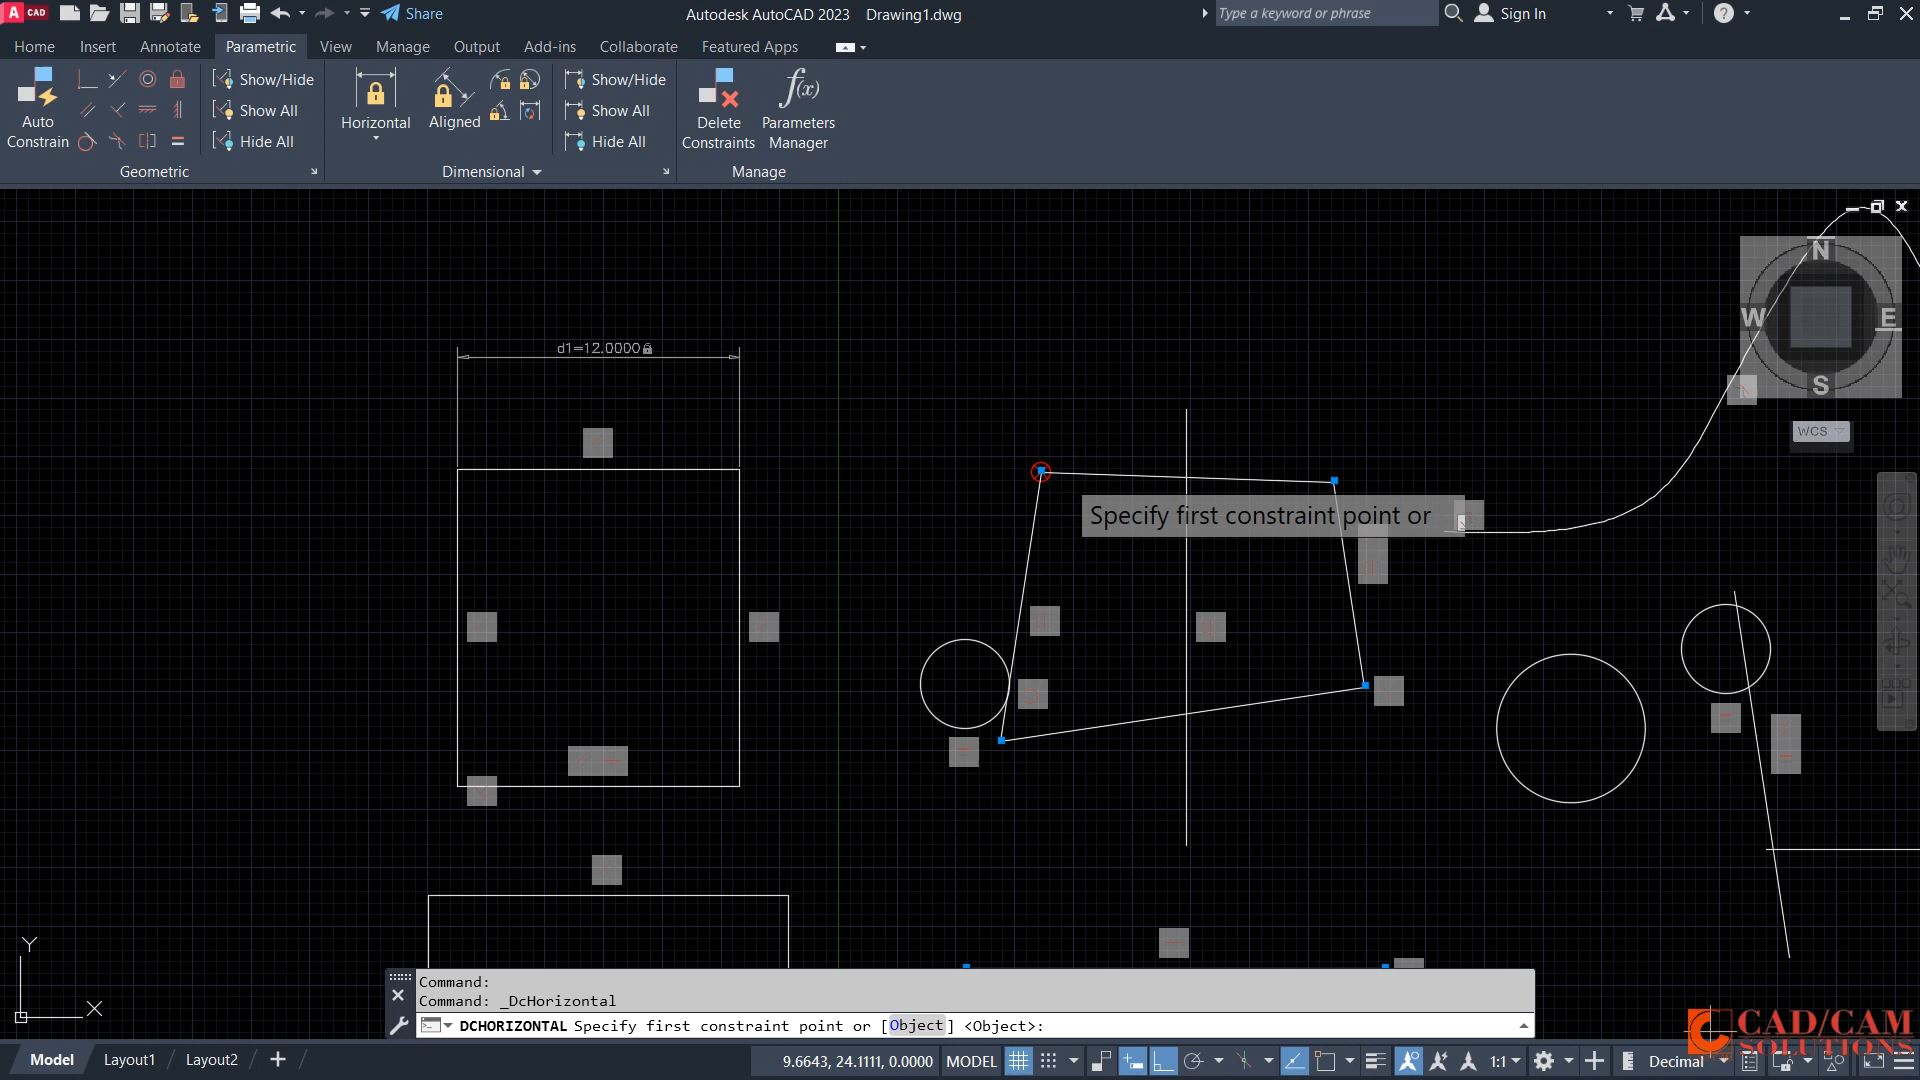 A CAD
Share
Autodesk AutoCAD 2023 Drawing1.dwg
Type a keyword or phrase
Sign In
?
Home Insert Annotate Parametric View Manage Output Add-ins Collaborate Featured Apps
Auto Constrain
Show/Hide
Show All
Hide All
Geometric
Horizontal
Aligned
Show/Hide
Show All
Hide All
Dimensional
Delete Constraints
f(x)
Parameters Manager
Manage
N
W
E
S
WCS
d1=12.0000
Specify first constraint point or
Y
X
Command:
Command: _DcHorizontal
DCHORIZONTAL Specify first constraint point or [Object] <Object>:
CAD/CAM
SOLUTIONS
Model Layout1 Layout2 +
9.6643, 24.1111, 0.0000 MODEL
1:1
Decimal